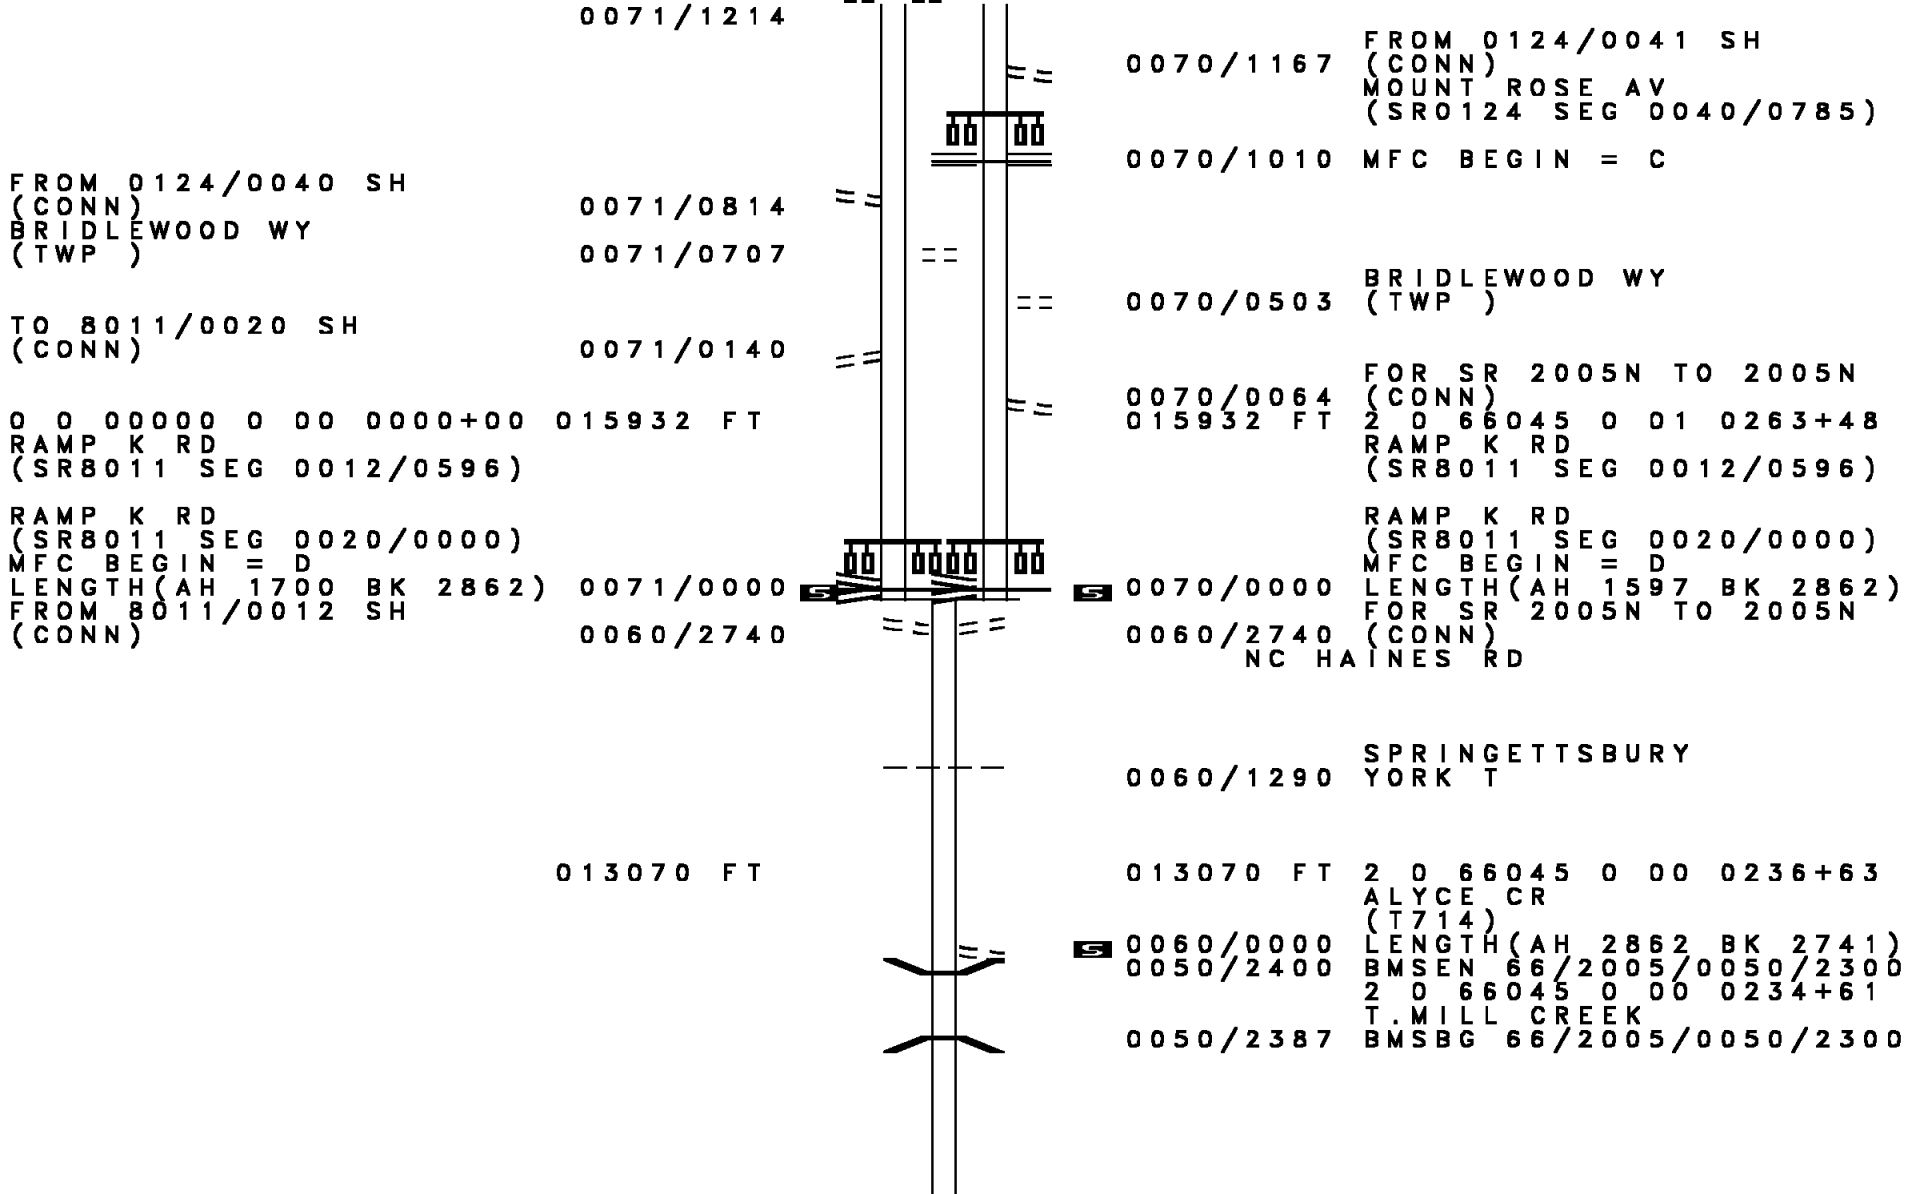 0071/1214
FROM 0124/0041 SH
0070/1167 (CONN)
MOUNT ROSE AV
(SR0124 SEG 0040/0785)
0070/1010 MFC BEGIN = C
FROM 0124/0040 SH
(CONN) 0071/0814
BRIDLEWOOD WY
(TWP ) 0071/0707
BRIDLEWOOD WY
0070/0503 (TWP )
TO 8011/0020 SH
(CONN) 0071/0140
FOR SR 2005N TO 2005N
0070/0064 (CONN)
0 0 00000 0 00 0000+00 015932 FT 015932 FT 2 0 66045 0 01 0263+48
RAMP K RD RAMP K RD
(SR8011 SEG 0012/0596) (SR8011 SEG 0012/0596)
RAMP K RD RAMP K RD
(SR8011 SEG 0020/0000) (SR8011 SEG 0020/0000)
MFC BEGIN = D MFC BEGIN = D
LENGTH(AH 1700 BK 2862) 0071/0000 S S 0070/0000 LENGTH(AH 1597 BK 2862)
FROM 8011/0012 SH FOR SR 2005N TO 2005N
(CONN) 0060/2740 0060/2740 (CONN)
NC HAINES RD
SPRINGETTSBURY
0060/1290 YORK T
013070 FT 013070 FT 2 0 66045 0 00 0236+63
ALYCE CR
(T714)
S 0060/0000 LENGTH(AH 2862 BK 2741)
0050/2400 BMSEN 66/2005/0050/2300
2 0 66045 0 00 0234+61
T.MILL CREEK
0050/2387 BMSBG 66/2005/0050/2300